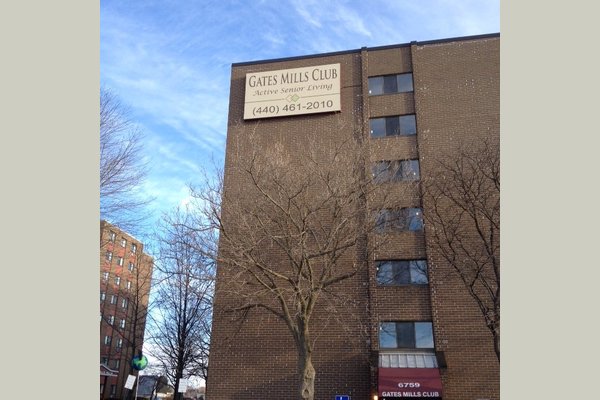 GATES MILLS CLUB
Active Senior Living
(440) 461-2010
6759
GATES MILLS CLUB